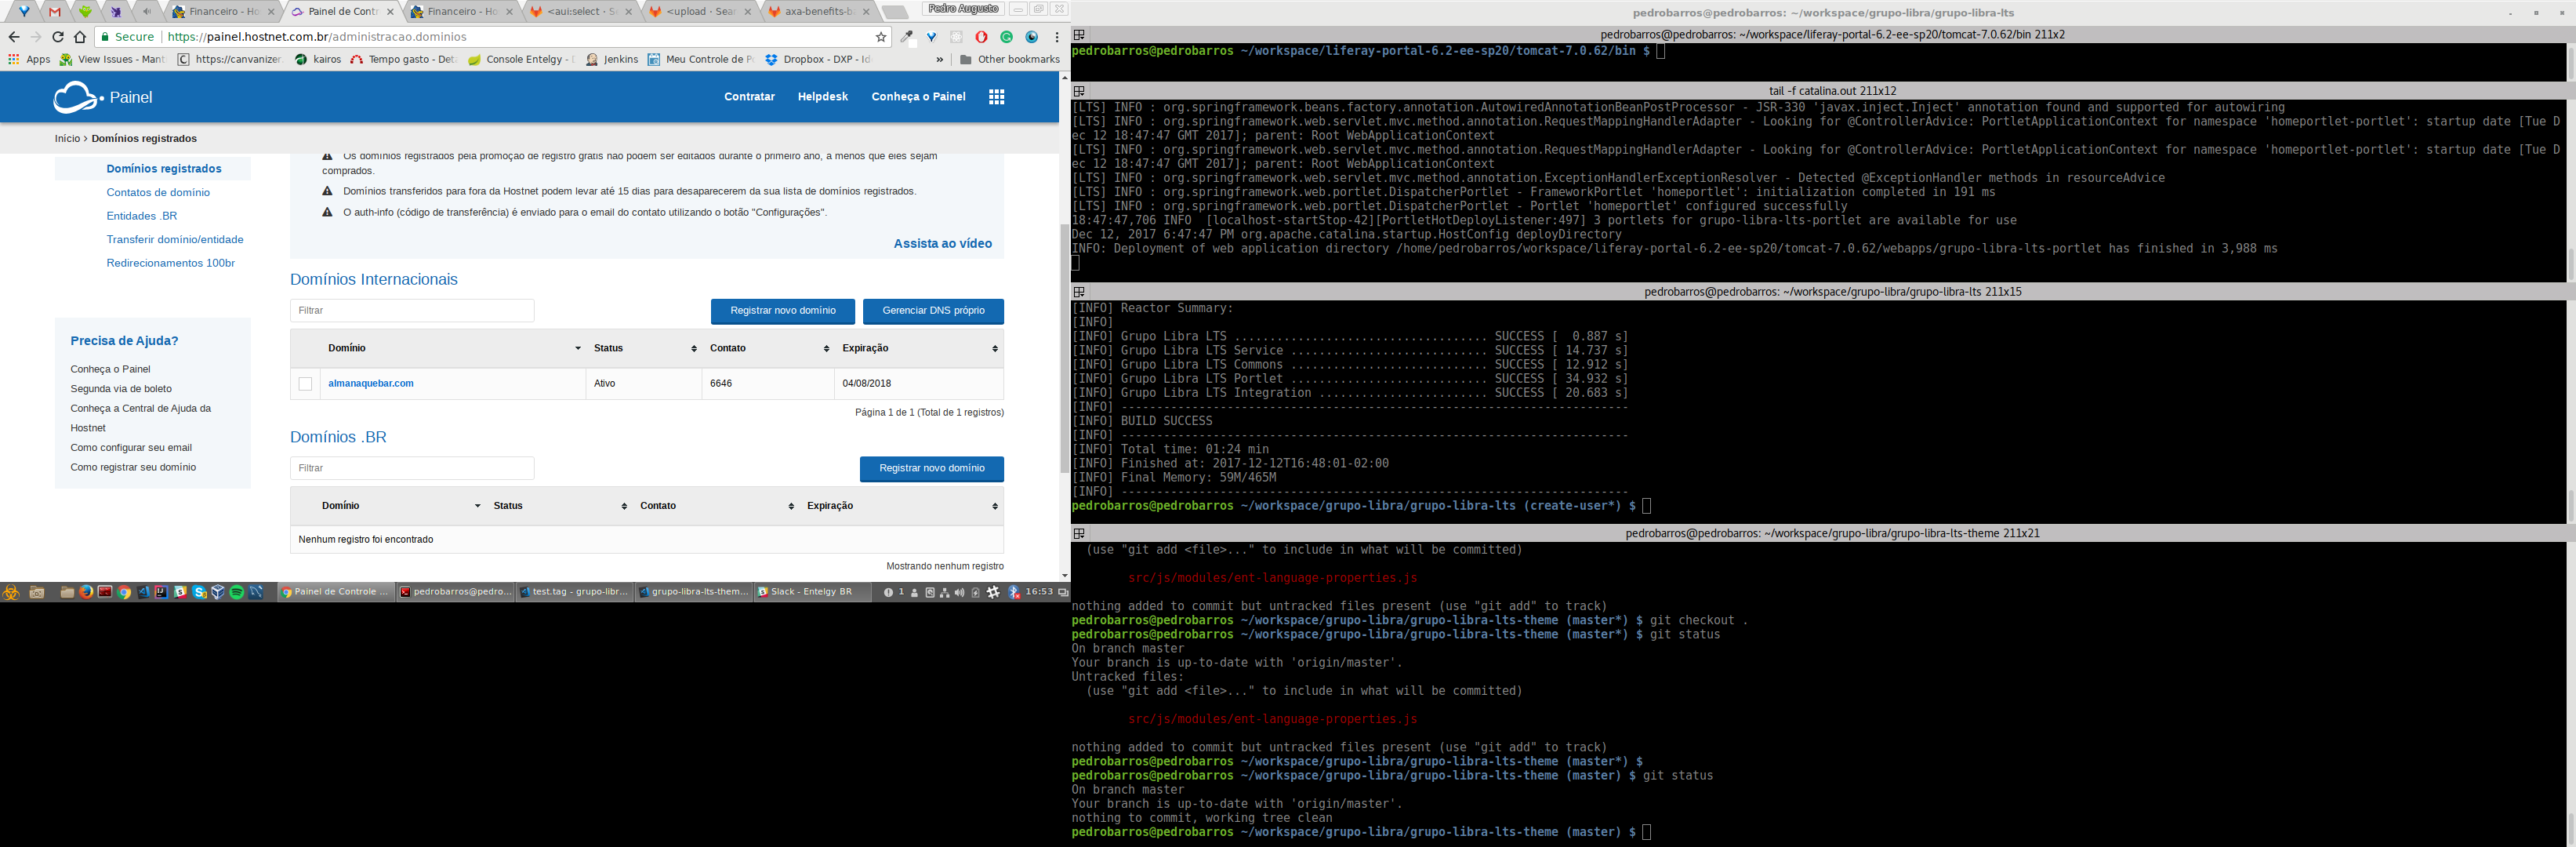 Financeiro - Ho
Painel de Contr
Financeiro - Ho
<aui:select · Se
<upload · Sear
axa-benefits-b
Pedro Augusto
Secure | https://painel.hostnet.com.br/administracao.dominios
Apps
View Issues - Mant
https://canvanizer.
kairos
Tempo gasto - Deta
Console Entelgy -
Jenkins
Meu Controle de P
Dropbox - DXP - Id
»
Other bookmarks
Painel
Contratar
Helpdesk
Conheça o Painel
Inicio > Domínios registrados
Domínios registrados
Contatos de domínio
Entidades .BR
Transferir domínio/entidade
Redirecionamentos 100br
Precisa de Ajuda?
Conheça o Painel
Segunda via de boleto
Conheça a Central de Ajuda da
Hostnet
Como configurar seu email
Como registrar seu domínio
Os domínios registrados pela promoção de registro grátis não podem ser editados durante o primeiro ano, a menos que eles sejam
comprados.
Domínios transferidos para fora da Hostnet podem levar até 15 dias para desaparecerem da sua lista de domínios registrados.
O auth-info (código de transferência) é enviado para o email do contato utilizando o botão "Configurações".
Assista ao vídeo
Domínios Internacionais
Filtrar
Registrar novo domínio
Gerenciar DNS próprio
Domínio Status Contato Expiração
almanaquebar.com Ativo 6646 04/08/2018
Página 1 de 1 (Total de 1 registros)
Domínios .BR
Filtrar
Registrar novo domínio
Domínio Status Contato Expiração
Nenhum registro foi encontrado
Mostrando nenhum registro
Painel de Controle ...
pedrobarros@pedro...
test.tag - grupo-libr...
grupo-libra-lts-them...
Slack - Entelgy BR
1
16:53
pedrobarros@pedrobarros: ~/workspace/grupo-libra/grupo-libra-lts
pedrobarros@pedrobarros: ~/workspace/liferay-portal-6.2-ee-sp20/tomcat-7.0.62/bin 211x2
pedrobarros@pedrobarros ~/workspace/liferay-portal-6.2-ee-sp20/tomcat-7.0.62/bin $
tail -f catalina.out 211x12
[LTS] INFO : org.springframework.beans.factory.annotation.AutowiredAnnotationBeanPostProcessor - JSR-330 'javax.inject.Inject' annotation found and supported for autowiring
[LTS] INFO : org.springframework.web.servlet.mvc.method.annotation.RequestMappingHandlerAdapter - Looking for @ControllerAdvice: PortletApplicationContext for namespace 'homeportlet-portlet': startup date [Tue D
ec 12 18:47:47 GMT 2017]; parent: Root WebApplicationContext
[LTS] INFO : org.springframework.web.servlet.mvc.method.annotation.RequestMappingHandlerAdapter - Looking for @ControllerAdvice: PortletApplicationContext for namespace 'homeportlet-portlet': startup date [Tue D
ec 12 18:47:47 GMT 2017]; parent: Root WebApplicationContext
[LTS] INFO : org.springframework.web.servlet.mvc.method.annotation.ExceptionHandlerExceptionResolver - Detected @ExceptionHandler methods in resourceAdvice
[LTS] INFO : org.springframework.web.portlet.DispatcherPortlet - FrameworkPortlet 'homeportlet': initialization completed in 191 ms
[LTS] INFO : org.springframework.web.portlet.DispatcherPortlet - Portlet 'homeportlet' configured successfully
18:47:47,706 INFO  [localhost-startStop-42][PortletHotDeployListener:497] 3 portlets for grupo-libra-lts-portlet are available for use
Dec 12, 2017 6:47:47 PM org.apache.catalina.startup.HostConfig deployDirectory
INFO: Deployment of web application directory /home/pedrobarros/workspace/liferay-portal-6.2-ee-sp20/tomcat-7.0.62/webapps/grupo-libra-lts-portlet has finished in 3,988 ms
pedrobarros@pedrobarros: ~/workspace/grupo-libra/grupo-libra-lts 211x15
[INFO] Reactor Summary:
[INFO]
[INFO] Grupo Libra LTS .................................... SUCCESS [  0.887 s]
[INFO] Grupo Libra LTS Service ............................ SUCCESS [ 14.737 s]
[INFO] Grupo Libra LTS Commons ............................ SUCCESS [ 12.912 s]
[INFO] Grupo Libra LTS Portlet ............................ SUCCESS [ 34.932 s]
[INFO] Grupo Libra LTS Integration ........................ SUCCESS [ 20.683 s]
[INFO] ------------------------------------------------------------------------
[INFO] BUILD SUCCESS
[INFO] ------------------------------------------------------------------------
[INFO] Total time: 01:24 min
[INFO] Finished at: 2017-12-12T16:48:01-02:00
[INFO] Final Memory: 59M/465M
[INFO] ------------------------------------------------------------------------
pedrobarros@pedrobarros ~/workspace/grupo-libra/grupo-libra-lts (create-user*) $
pedrobarros@pedrobarros: ~/workspace/grupo-libra/grupo-libra-lts-theme 211x21
(use "git add <file>..." to include in what will be committed)
src/js/modules/ent-language-properties.js
nothing added to commit but untracked files present (use "git add" to track)
pedrobarros@pedrobarros ~/workspace/grupo-libra/grupo-libra-lts-theme (master*) $ git checkout .
pedrobarros@pedrobarros ~/workspace/grupo-libra/grupo-libra-lts-theme (master*) $ git status
On branch master
Your branch is up-to-date with 'origin/master'.
Untracked files:
(use "git add <file>..." to include in what will be committed)
src/js/modules/ent-language-properties.js
nothing added to commit but untracked files present (use "git add" to track)
pedrobarros@pedrobarros ~/workspace/grupo-libra/grupo-libra-lts-theme (master*) $
pedrobarros@pedrobarros ~/workspace/grupo-libra/grupo-libra-lts-theme (master) $ git status
On branch master
Your branch is up-to-date with 'origin/master'.
nothing to commit, working tree clean
pedrobarros@pedrobarros ~/workspace/grupo-libra/grupo-libra-lts-theme (master) $